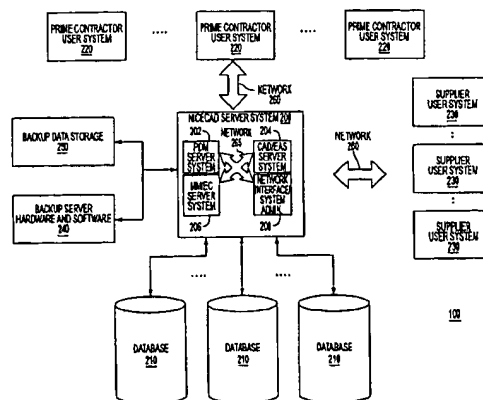 PRIME CONTRACTOR
USER SYSTEM
220
PRIME CONTRACTOR
USER SYSTEM
220
PRIME CONTRACTOR
USER SYSTEM
220
NETWORK
260
NICECAD SERVER SYSTEM 200
202
NETWORK
265
204
PDM
SERVER
SYSTEM
CAD/EAS
SERVER
SYSTEM
MMEC
SERVER
SYSTEM
NETWORK
INTERFACE/
SYSTEM
ADMIN
206
208
BACKUP DATA STORAGE
250
BACKUP SERVER
HARDWARE AND SOFTWARE
240
NETWORK
260
SUPPLIER
USER SYSTEM
230
SUPPLIER
USER SYSTEM
230
SUPPLIER
USER SYSTEM
230
100
DATABASE
210
DATABASE
210
DATABASE
210